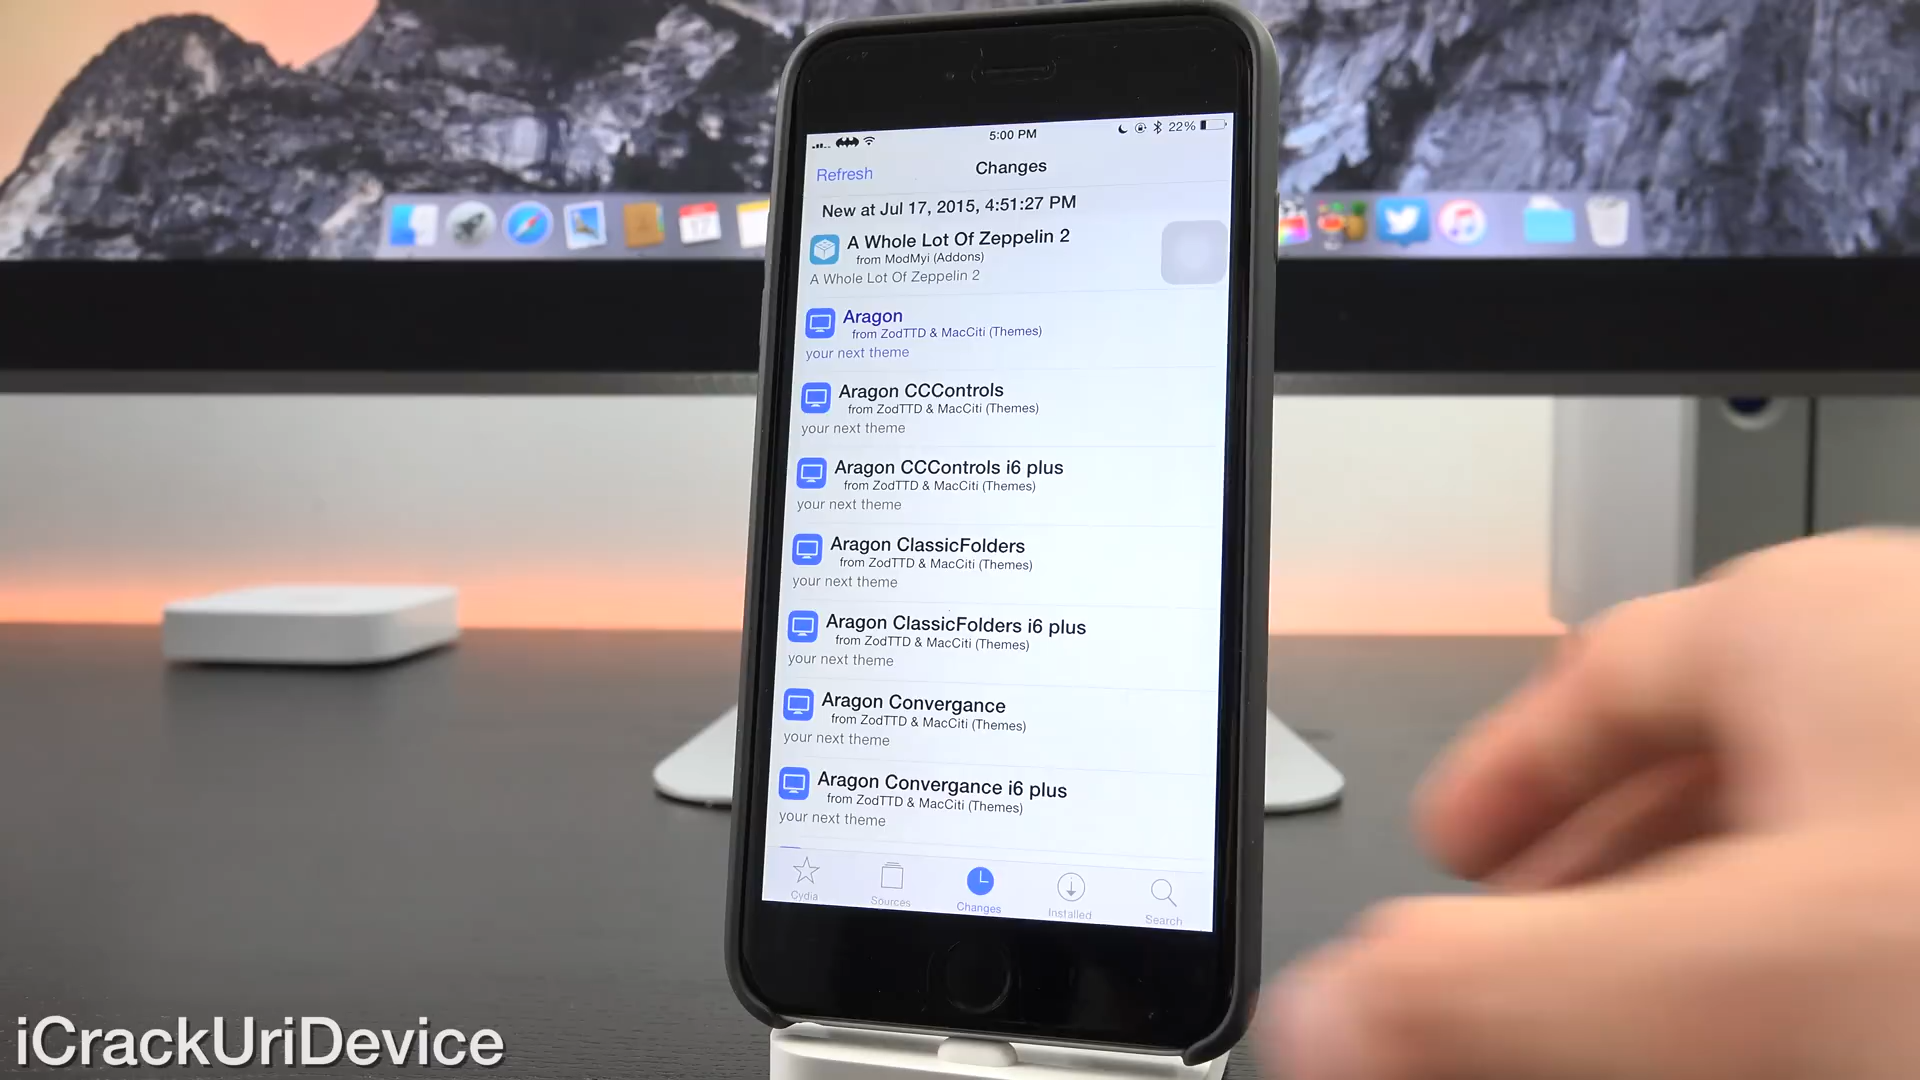 5:00 PM
22%
Refresh
Changes
New at Jul 17, 2015, 4:51:27 PM
A Whole Lot Of Zeppelin 2
from ModMyi (Addons)
A Whole Lot Of Zeppelin 2
Aragon
from ZodTTD & MacCiti (Themes)
your next theme
Aragon CCControls
from ZodTTD & MacCiti (Themes)
your next theme
Aragon CCControls i6 plus
from ZodTTD & MacCiti (Themes)
your next theme
Aragon ClassicFolders
from ZodTTD & MacCiti (Themes)
your next theme
Aragon ClassicFolders i6 plus
from ZodTTD & MacCiti (Themes)
your next theme
Aragon Convergance
from ZodTTD & MacCiti (Themes)
your next theme
Aragon Convergance i6 plus
from ZodTTD & MacCiti (Themes)
your next theme
Cydia
Sources
Changes
Installed
Search
17
iCrackUriDevice